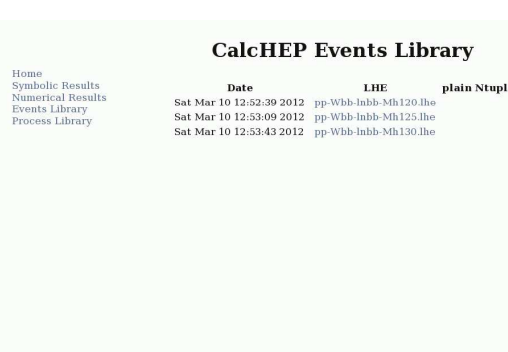 CalcHEP Events Library
Home
Symbolic Results
Numerical Results
Events Library
Process Library
Date LHE plain Ntupl
Sat Mar 10 12:52:39 2012 pp-Wbb-lnbb-Mh120.lhe
Sat Mar 10 12:53:09 2012 pp-Wbb-lnbb-Mh125.lhe
Sat Mar 10 12:53:43 2012 pp-Wbb-lnbb-Mh130.lhe